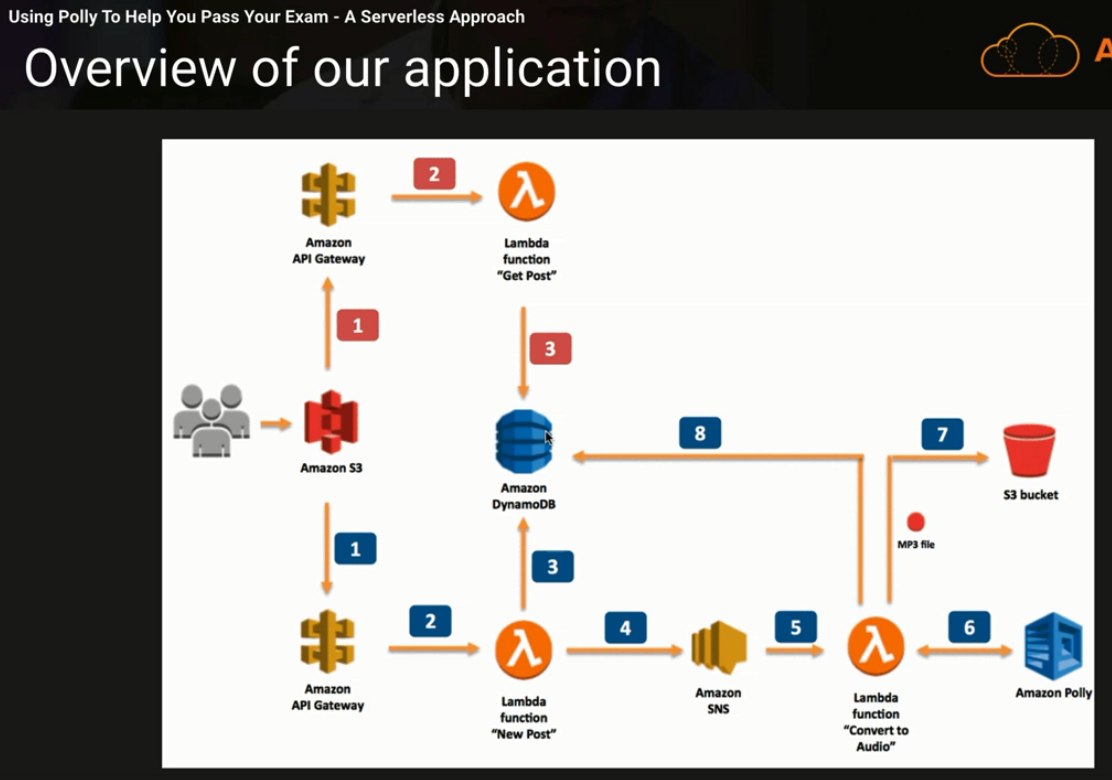 Using Polly To Help You Pass Your Exam - A Serverless Approach
Overview of our application
A
2
Amazon
API Gateway
Lambda
function
“Get Post”
1
3
Amazon S3
8
7
Amazon
DynamoDB
S3 bucket
MP3 file
1
3
2
4
5
6
Amazon
API Gateway
Lambda
function
“New Post”
Amazon
SNS
Lambda
function
“Convert to
Audio”
Amazon Polly